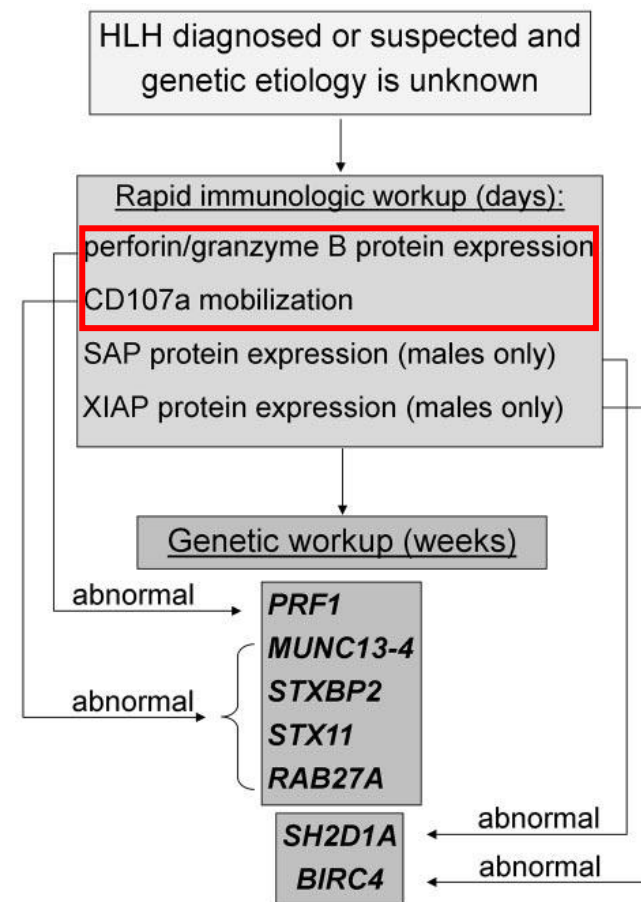 HLH diagnosed or suspected and
genetic etiology is unknown
Rapid immunologic workup (days):
perforin/granzyme B protein expression
CD107a mobilization
SAP protein expression (males only)
XIAP protein expression (males only)
Genetic workup (weeks)
abnormal
PRF1
MUNC13-4
abnormal
STXBP2
STX11
RAB27A
abnormal
SH2D1A
abnormal
BIRC4